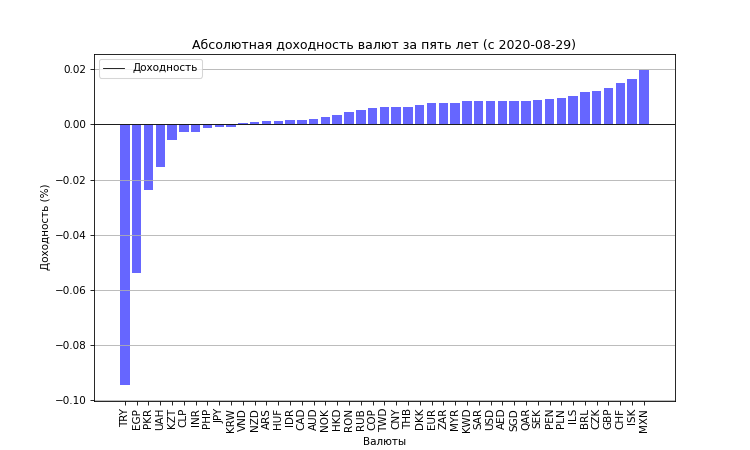 Абсолютная доходность валют за пять лет (с 2020-08-29)
Доходность
0.02
0.00
−0.02
−0.04
−0.06
−0.08
−0.10
Доходность (%)
TRY EGP PKR UAH KZT CLP INR PHP JPY KRW VND NZD ARS HUF IDR CAD AUD NOK HKD RON RUB COP TWD CNY THB DKK EUR ZAR MYR KWD SAR USD AED SGD QAR SEK PEN PLN ILS BRL CZK GBP CHF ISK MXN
Валюты